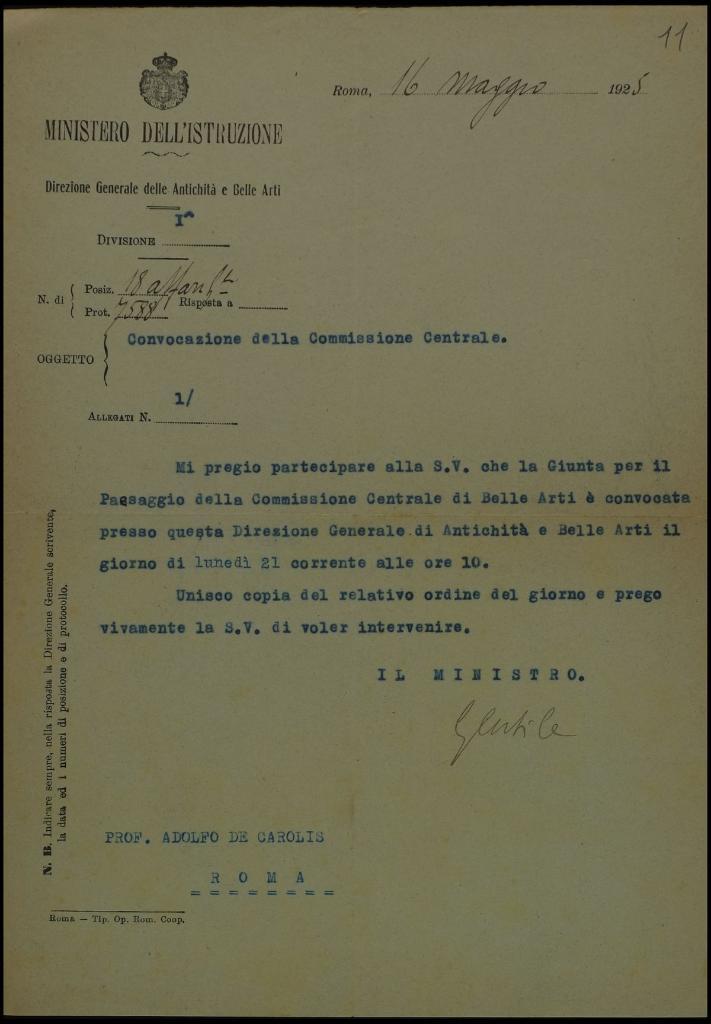 11
Roma, 16 Maggio 1925
MINISTERO DELL'ISTRUZIONE
Direzione Generale delle Antichità e Belle Arti
DIVISIONE Iª
N. di { Posiz. 18
Prot. 7588 Risposta a
OGGETTO { Convocazione della Commissione Centrale.
ALLEGATI N. 1/
Mi pregio partecipare alla S.V. che la Giunta per il
Paesaggio della Commissione Centrale di Belle Arti è convocata
presso questa Direzione Generale di Antichità e Belle Arti il
giorno di lunedì 21 corrente alle ore 10.
Unisco copia del relativo ordine del giorno e prego
vivamente la S.V. di voler intervenire.
IL MINISTRO.
Gentile
N. B. Indicare sempre, nella risposta la Direzione Generale scrivente,
la data ed i numeri di posizione e di protocollo.
PROF. ADOLFO DE CAROLIS
ROMA
Roma — Tip. Op. Rom. Coop.